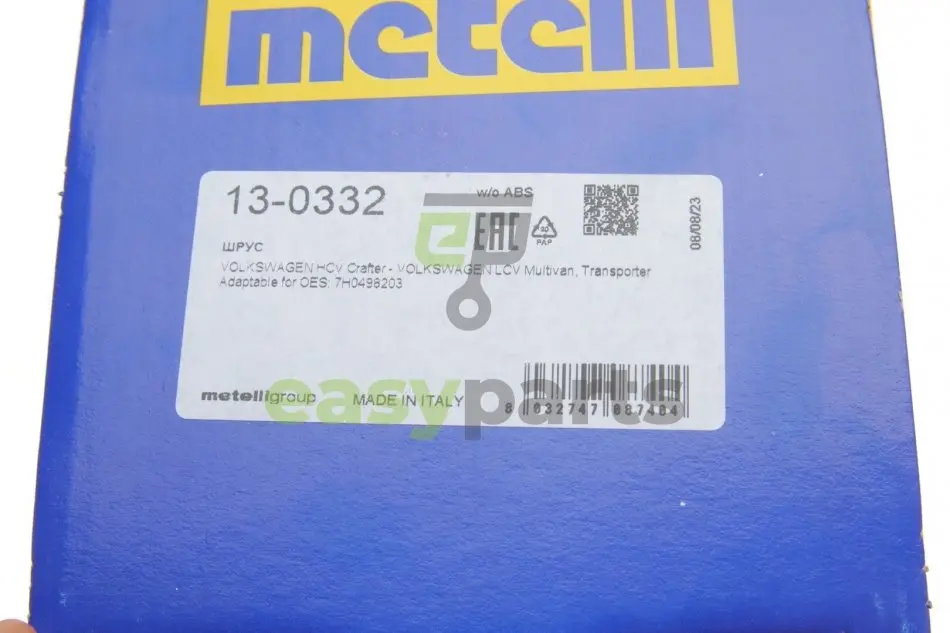 metelli
13-0332
w/o ABS
EAC
PAP
08/08/23
ШРУС
VOLKSWAGEN HCV Crafter - VOLKSWAGEN LCV Multivan, Transporter
Adaptable for OES: 7H0498203
metelligroup MADE IN ITALY
easyparts